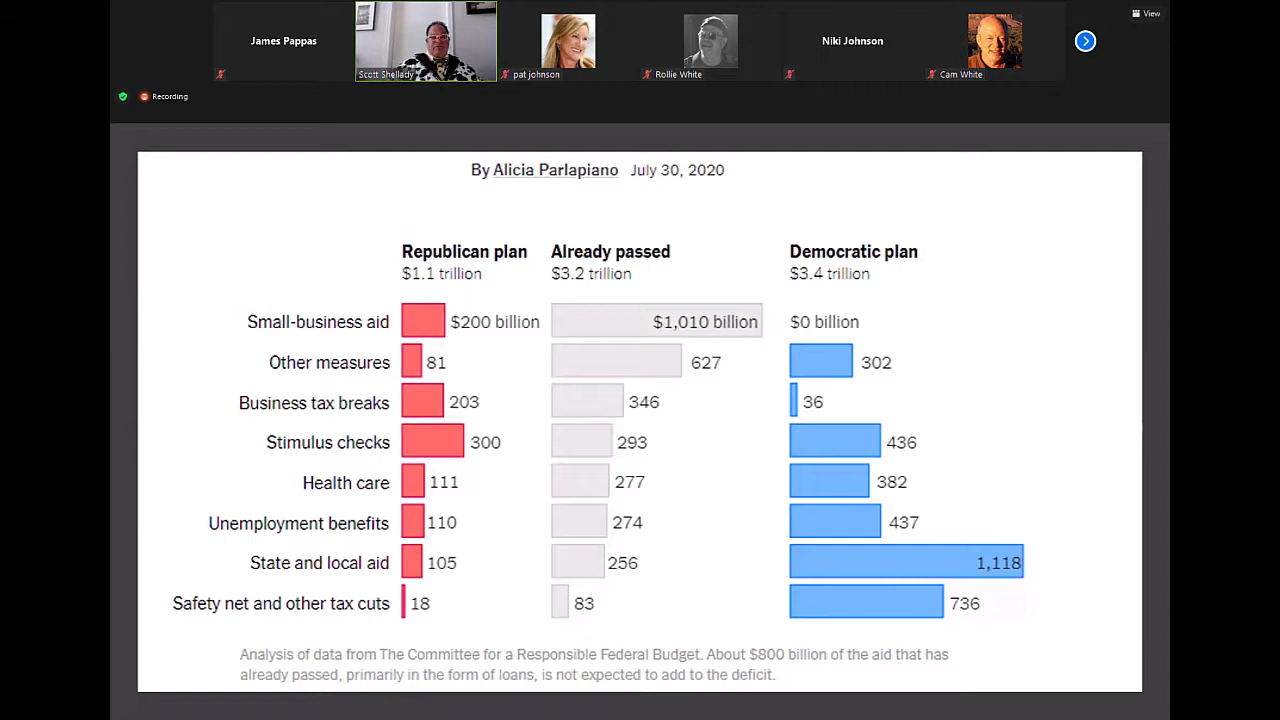 View
James Pappas
Scott Shellady
pat johnson
Rollie White
Niki Johnson
Cam White
Recording
By Alicia Parlapiano July 30, 2020
Republican plan Already passed Democratic plan
$1.1 trillion $3.2 trillion $3.4 trillion
Small-business aid $200 billion $1,010 billion $0 billion
Other measures 81 627 302
Business tax breaks 203 346 36
Stimulus checks 300 293 436
Health care 111 277 382
Unemployment benefits 110 274 437
State and local aid 105 256 1,118
Safety net and other tax cuts 18 83 736
Analysis of data from The Committee for a Responsible Federal Budget. About $800 billion of the aid that has
already passed, primarily in the form of loans, is not expected to add to the deficit.